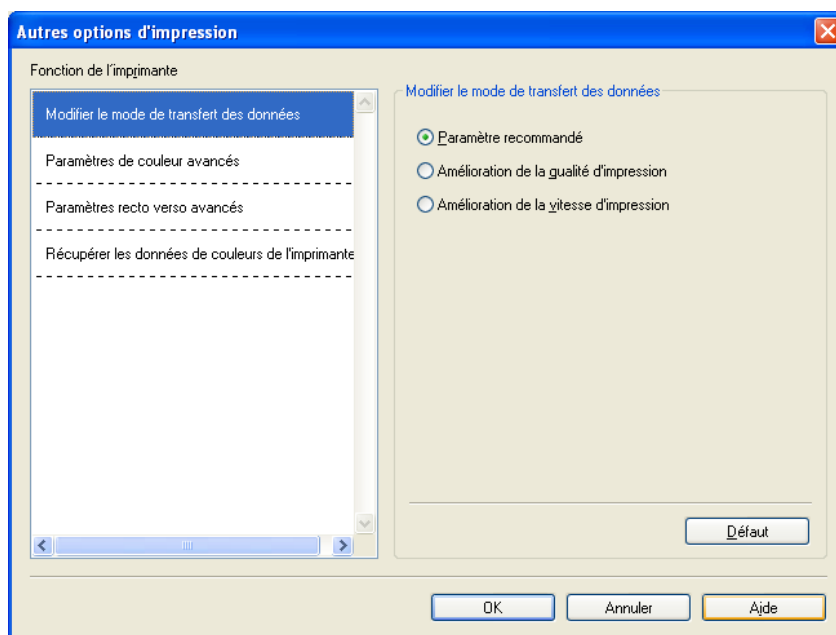 Autres options d'impression
Fonction de l'imprimante
Modifier le mode de transfert des données
Paramètres de couleur avancés
Paramètres recto verso avancés
Récupérer les données de couleurs de l'imprimante
Modifier le mode de transfert des données
Paramètre recommandé
Amélioration de la qualité d'impression
Amélioration de la vitesse d'impression
Défaut
OK
Annuler
Aide